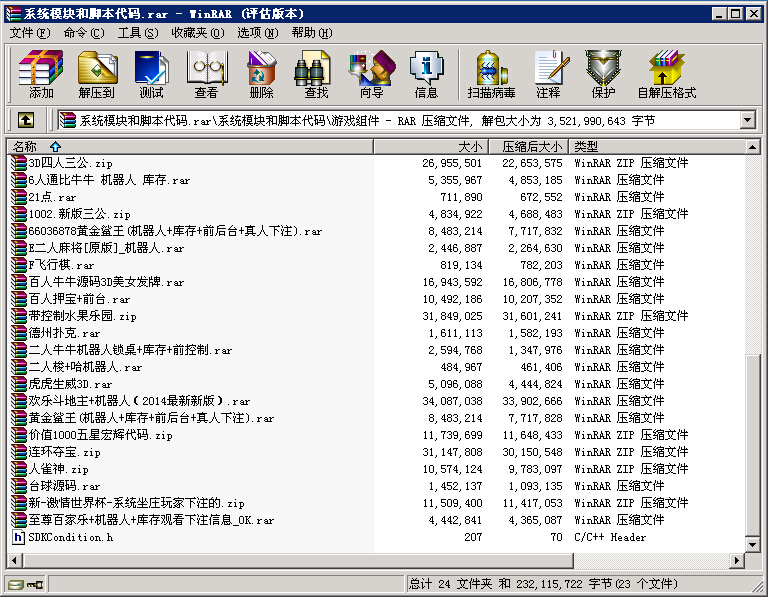 系统模块和脚本代码.rar - WinRAR (评估版本)
文件(F) 命令(C) 工具(S) 收藏夹(O) 选项(N) 帮助(H)
添加 解压到 测试 查看 删除 查找 向导 信息 扫描病毒 注释 保护 自解压格式
系统模块和脚本代码.rar\系统模块和脚本代码\游戏组件 - RAR 压缩文件, 解包大小为 3,521,990,643 字节
名称 大小 压缩后大小 类型
3D四人三公.zip 26,955,501 22,653,575 WinRAR ZIP 压缩文件
6人通比牛牛 机器人 库存.rar 5,355,967 4,853,185 WinRAR 压缩文件
21点.rar 711,890 672,552 WinRAR 压缩文件
1002.新版三公.zip 4,834,922 4,688,483 WinRAR ZIP 压缩文件
66036878黄金鲨王(机器人+库存+前后台+真人下注).rar 8,483,214 7,717,832 WinRAR 压缩文件
E二人麻将[原版]_机器人.rar 2,446,887 2,264,630 WinRAR 压缩文件
F飞行棋.rar 819,134 782,203 WinRAR 压缩文件
百人牛牛源码3D美女发牌.rar 16,943,592 16,806,778 WinRAR 压缩文件
百人押宝+前台.rar 10,492,186 10,207,352 WinRAR 压缩文件
带控制水果乐园.zip 31,849,025 31,601,241 WinRAR ZIP 压缩文件
德州扑克.rar 1,611,113 1,582,193 WinRAR 压缩文件
二人牛牛机器人锁桌+库存+前控制.rar 2,594,768 1,347,976 WinRAR 压缩文件
二人梭+哈机器人.rar 484,967 461,406 WinRAR 压缩文件
虎虎生威3D.rar 5,096,088 4,444,824 WinRAR 压缩文件
欢乐斗地主+机器人(2014最新新版).rar 34,087,038 33,902,666 WinRAR 压缩文件
黄金鲨王(机器人+库存+前后台+真人下注).rar 8,483,214 7,717,828 WinRAR 压缩文件
价值1000五星宏辉代码.zip 11,739,699 11,648,433 WinRAR ZIP 压缩文件
连环夺宝.zip 31,147,808 30,150,548 WinRAR ZIP 压缩文件
人雀神.zip 10,574,124 9,783,097 WinRAR ZIP 压缩文件
台球源码.rar 1,452,137 1,093,135 WinRAR 压缩文件
新-激情世界杯-系统坐庄玩家下注的.zip 11,509,400 11,417,053 WinRAR ZIP 压缩文件
至尊百家乐+机器人+库存观看下注信息_OK.rar 4,442,841 4,365,087 WinRAR 压缩文件
SDKCondition.h 207 70 C/C++ Header
总计 24 文件夹 和 232,115,722 字节(23 个文件)